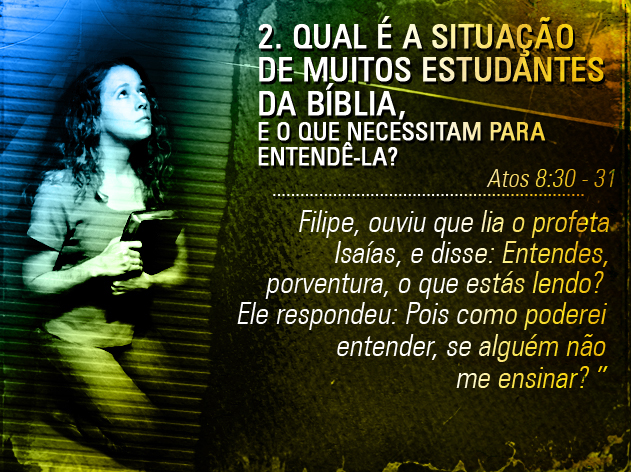 2. QUAL É A SITUAÇÃO
DE MUITOS ESTUDANTES
DA BÍBLIA,
E O QUE NECESSITAM PARA
ENTENDÊ-LA?
Atos 8:30 - 31
Filipe, ouviu que lia o profeta
Isaías, e disse: Entendes,
porventura, o que estás lendo?
Ele respondeu: Pois como poderei
entender, se alguém não
me ensinar? ”